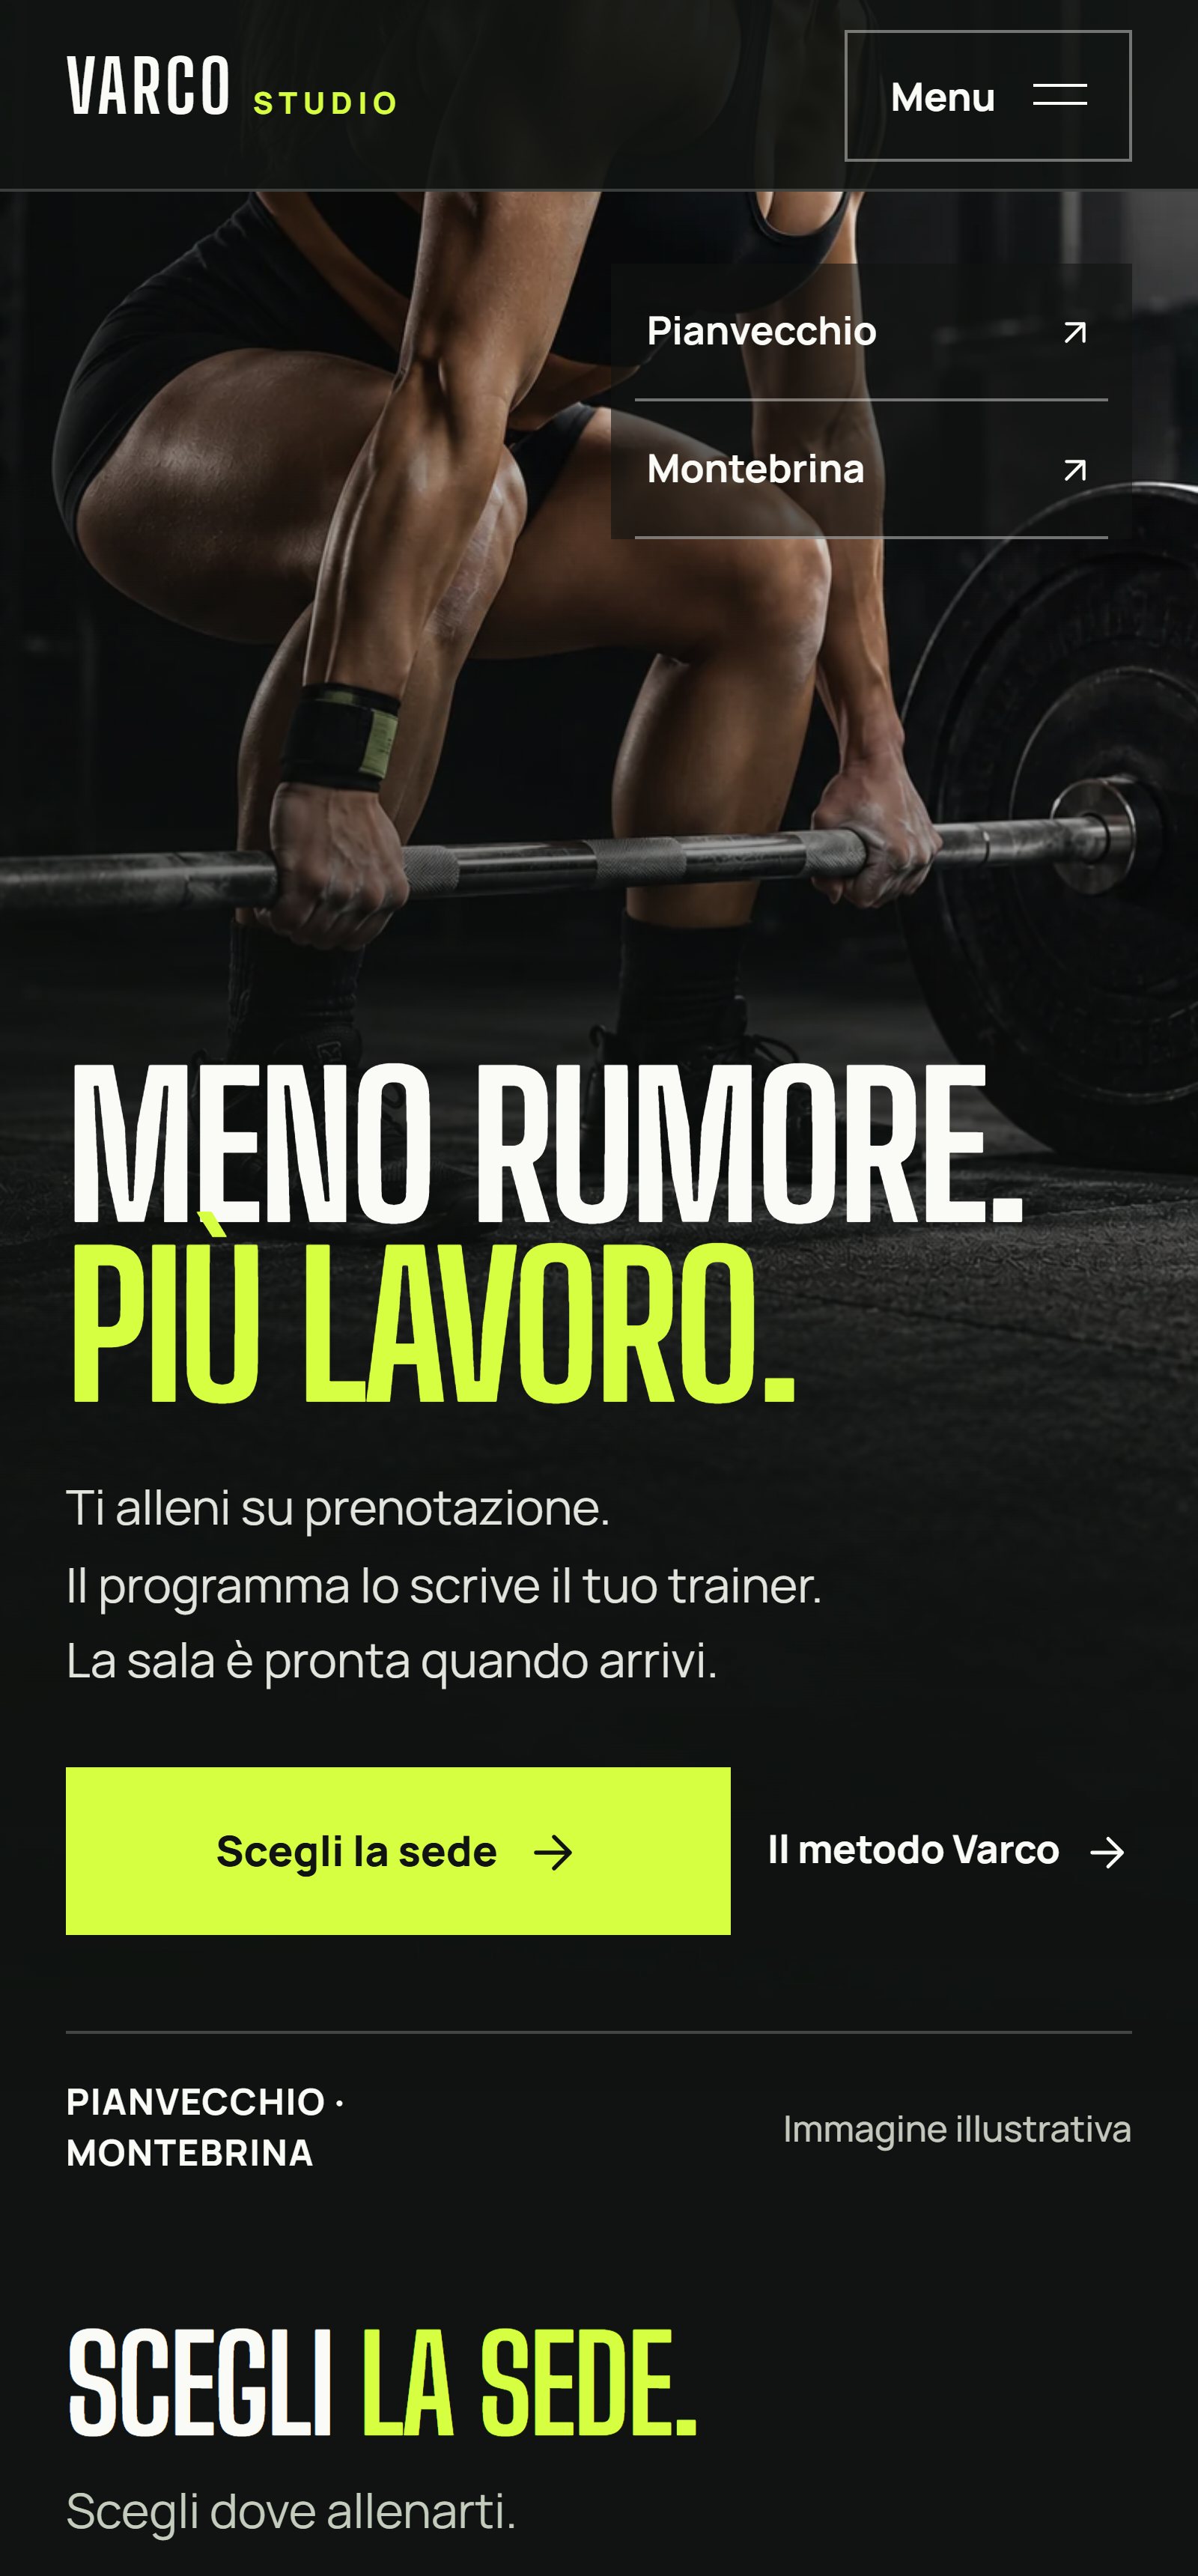 VARCO STUDIO
Menu
Pianvecchio
Montebrina
MENO RUMORE.
PIÙ LAVORO.
Ti alleni su prenotazione.
Il programma lo scrive il tuo trainer.
La sala è pronta quando arrivi.
Scegli la sede
Il metodo Varco
PIANVECCHIO ·
MONTEBRINA
Immagine illustrativa
SCEGLI LA SEDE.
Scegli dove allenarti.